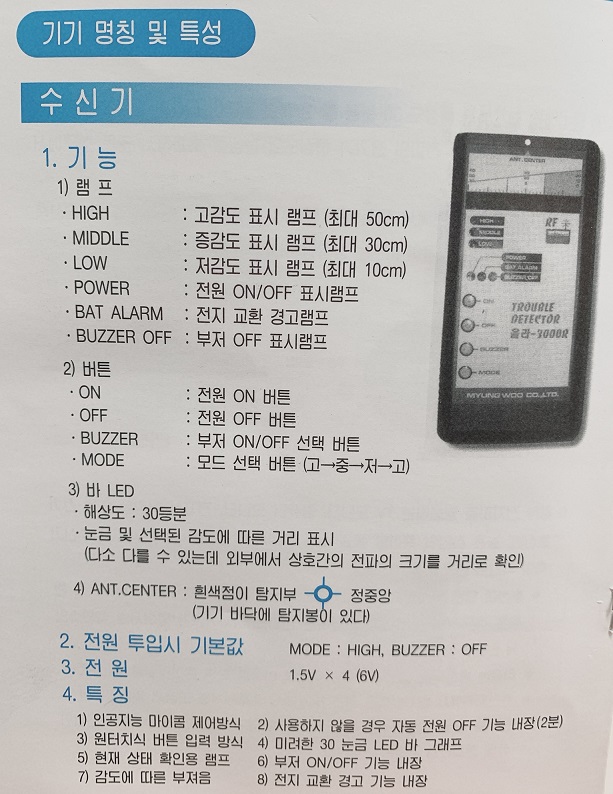 기기 명칭 및 특성
수 신 기
1. 기 능
1) 램 프
· HIGH : 고감도 표시 램프 (최대 50cm)
· MIDDLE : 증감도 표시 램프 (최대 30cm)
· LOW : 저감도 표시 램프 (최대 10cm)
· POWER : 전원 ON/OFF 표시램프
· BAT ALARM : 전지 교환 경고램프
· BUZZER OFF : 부저 OFF 표시램프
2) 버튼
· ON : 전원 ON 버튼
· OFF : 전원 OFF 버튼
· BUZZER : 부저 ON/OFF 선택 버튼
· MODE : 모드 선택 버튼 (고→중→저→고)
3) 바 LED
· 해상도 : 30등분
· 눈금 및 선택된 감도에 따른 거리 표시
(다소 다를 수 있는데 외부에서 상호간의 전파의 크기를 거리로 확인)
4) ANT.CENTER : 흰색점이 탐지부 정중앙
(기기 바닥에 탐지봉이 있다)
2. 전원 투입시 기본값 MODE : HIGH, BUZZER : OFF
3. 전 원 1.5V × 4 (6V)
4. 특 징
1) 인공지능 마이콤 제어방식 2) 사용하지 않을 경우 자동 전원 OFF 기능 내장(2분)
3) 원터치식 버튼 입력 방식 4) 미려한 30 눈금 LED 바 그래프
5) 현재 상태 확인용 램프 6) 부저 ON/OFF 기능 내장
7) 감도에 따른 부져음 8) 전지 교환 경고 기능 내장
ANT. CENTER
HIGH
MIDDLE
LOW
RF
POWER
BAT ALARM
BUZZER OFF
ON
OFF
BUZZER
MODE
TROUBLE
DETECTOR
-3000R
MYUNG WOO CO.,LTD.